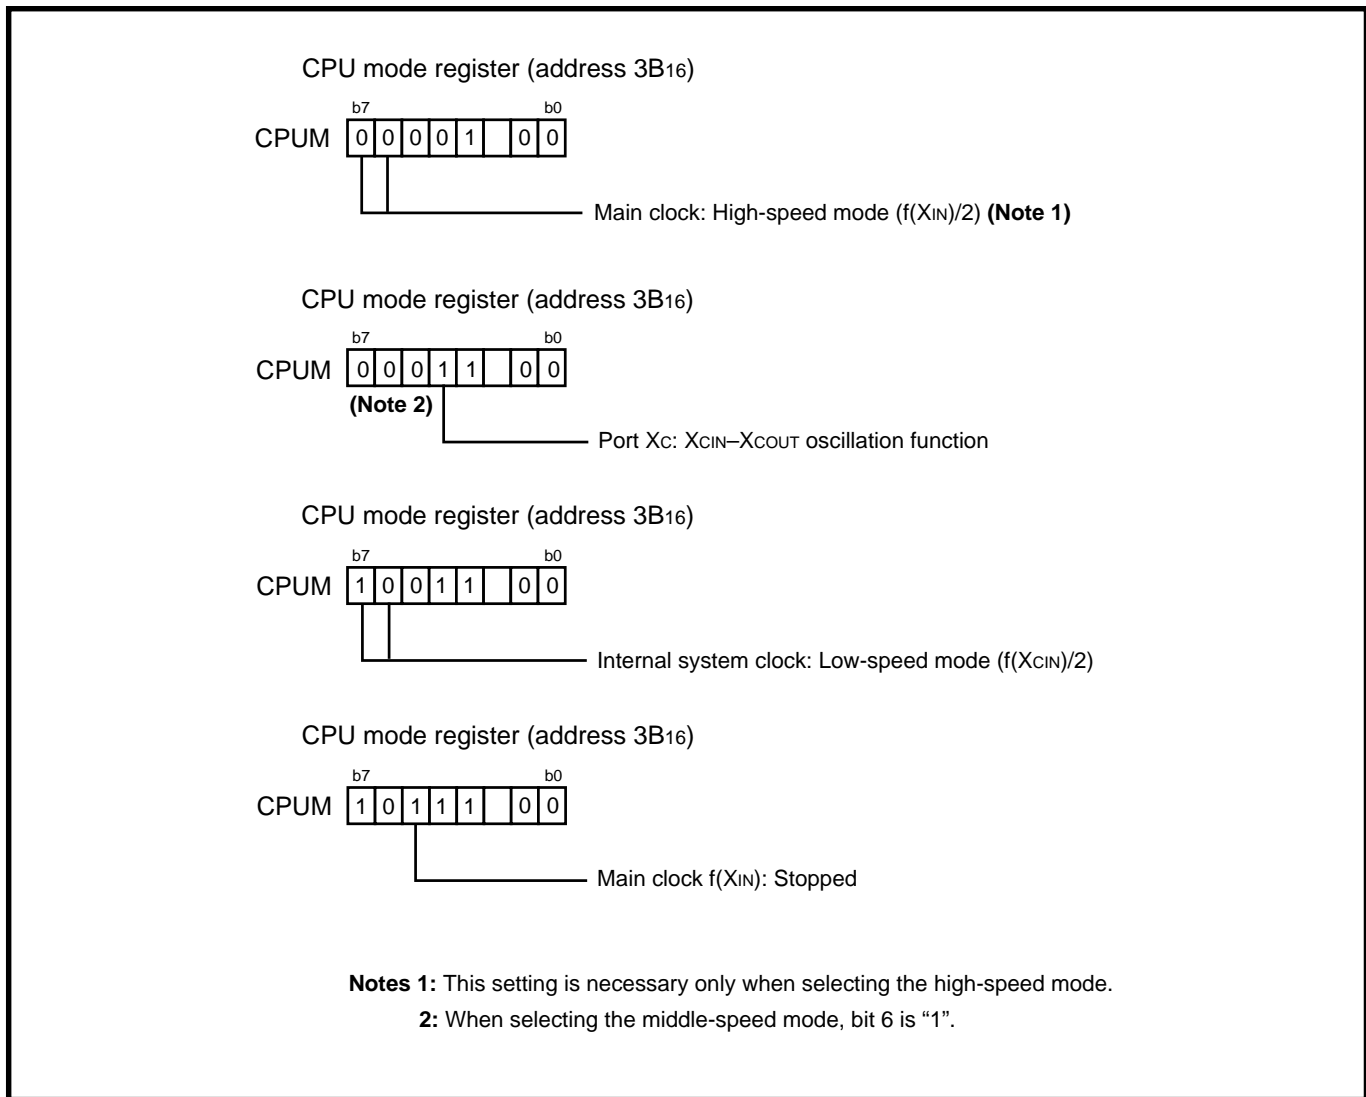 CPU mode register (address 3B16)
b7 b0
CPUM 0 0 0 0 1 0 0
Main clock: High-speed mode (f(XIN)/2) (Note 1)
CPU mode register (address 3B16)
b7 b0
CPUM 0 0 0 1 1 0 0
(Note 2)
Port XC: XCIN–XCOUT oscillation function
CPU mode register (address 3B16)
b7 b0
CPUM 1 0 0 1 1 0 0
Internal system clock: Low-speed mode (f(XCIN)/2)
CPU mode register (address 3B16)
b7 b0
CPUM 1 0 1 1 1 0 0
Main clock f(XIN): Stopped
Notes 1: This setting is necessary only when selecting the high-speed mode.
2: When selecting the middle-speed mode, bit 6 is “1”.